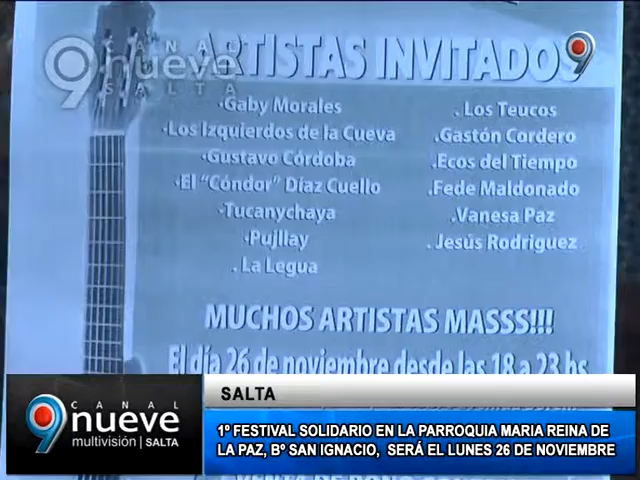 CANAL
9nueve
SALTA
ARTISTAS INVITADOS
9
.Gaby Morales
.Los Izquierdos de la Cueva
.Gustavo Córdoba
.El "Cóndor" Díaz Cuello
.Tucanychaya
.Pujllay
.La Legua
.Los Teucos
.Gastón Cordero
.Ecos del Tiempo
.Fede Maldonado
.Vanesa Paz
.Jesús Rodriguez
MUCHOS ARTISTAS MASSS!!!
El día 26 de noviembre desde las 18 a 23 hs
CANAL
9nueve
multivisión | SALTA
SALTA
1º FESTIVAL SOLIDARIO EN LA PARROQUIA MARIA REINA DE
LA PAZ, Bº SAN IGNACIO, SERÁ EL LUNES 26 DE NOVIEMBRE